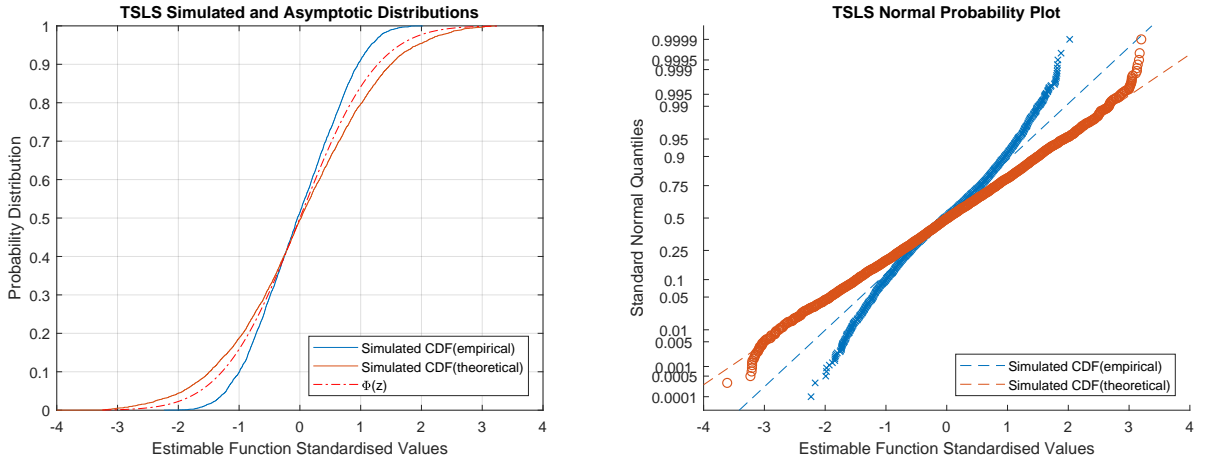 TSLS Simulated and Asymptotic Distributions
1
0.9
0.8
0.7
0.6
0.5
0.4
0.3
0.2
0.1
0
Probability Distribution
Simulated CDF(empirical)
Simulated CDF(theoretical)
Φ(z)
-4 -3 -2 -1 0 1 2 3 4
Estimable Function Standardised Values
TSLS Normal Probability Plot
0.9999
0.9995
0.999
0.995
0.99
0.95
0.9
0.75
0.5
0.25
0.1
0.05
0.01
0.005
0.001
0.0005
0.0001
Standard Normal Quantiles
Simulated CDF(empirical)
Simulated CDF(theoretical)
-4 -3 -2 -1 0 1 2 3 4
Estimable Function Standardised Values